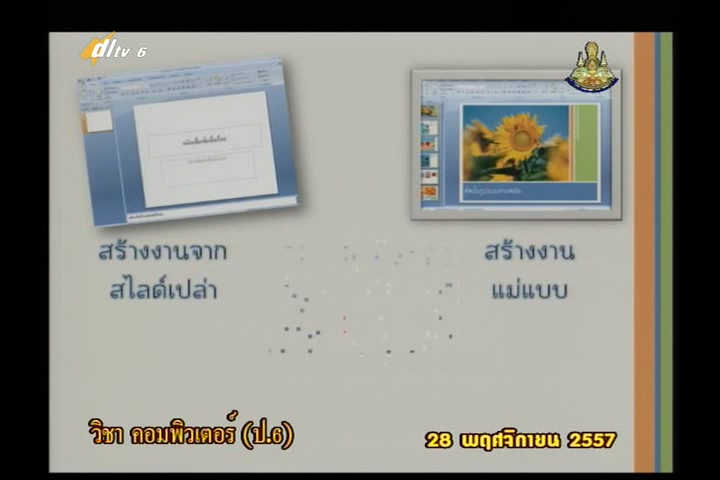 dltv 6
สร้างงานจาก
สไลด์เปล่า
สร้างงาน
แม่แบบ
วิชา คอมพิวเตอร์ (ป.6)
28 พฤศจิกายน 2557